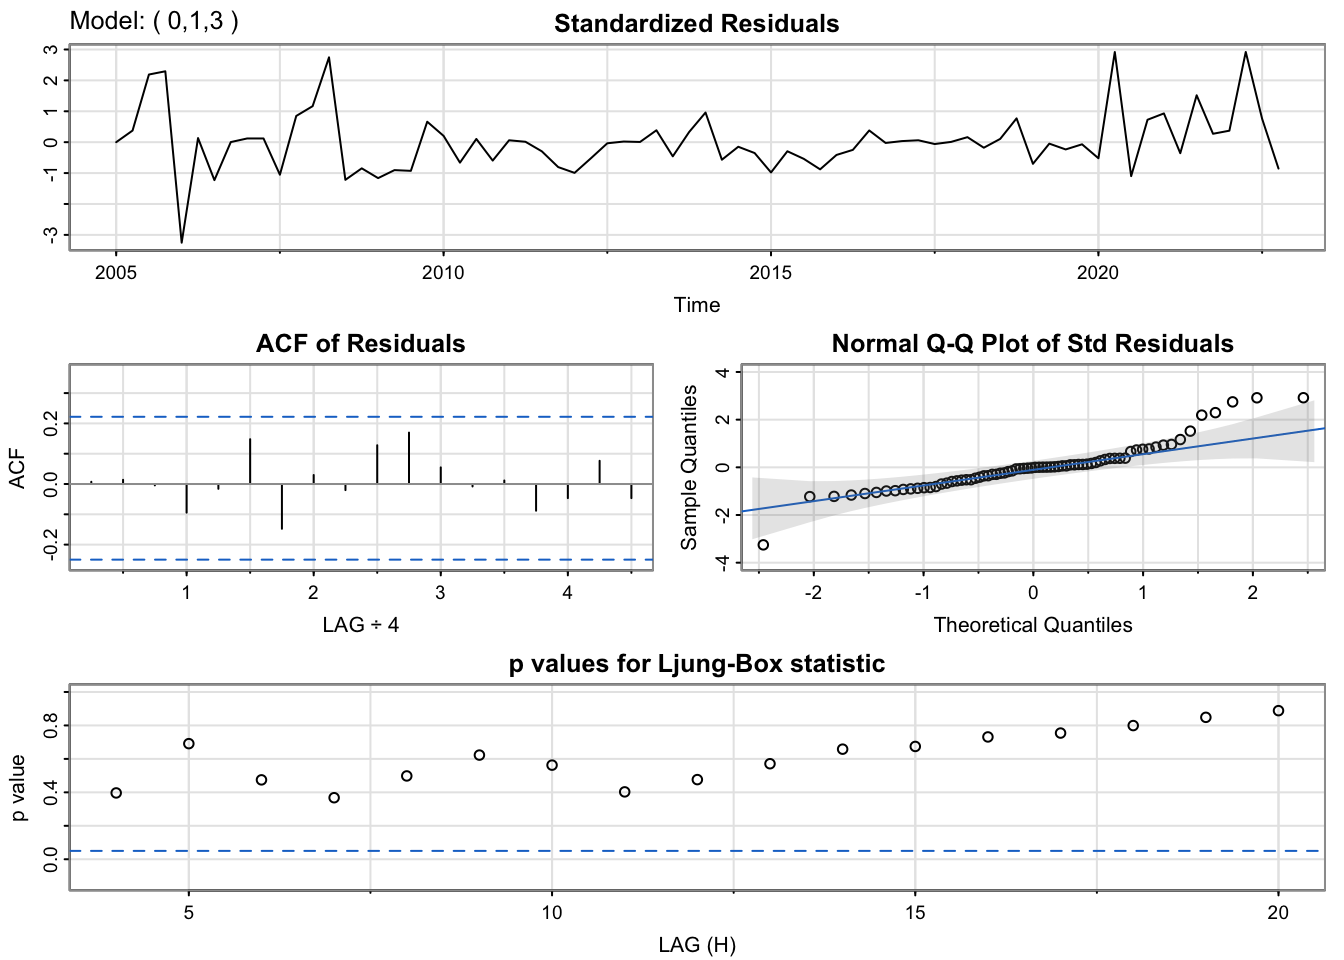 Model: ( 0,1,3 )
Standardized Residuals
3
2
1
0
-1
-3
2005
2010
2015
2020
Time
ACF of Residuals
ACF
0.2
0.0
-0.2
1
2
3
4
LAG ÷ 4
Normal Q-Q Plot of Std Residuals
Sample Quantiles
4
2
0
-2
-4
-2
-1
0
1
2
Theoretical Quantiles
p values for Ljung-Box statistic
p value
0.8
0.4
0.0
5
10
15
20
LAG (H)